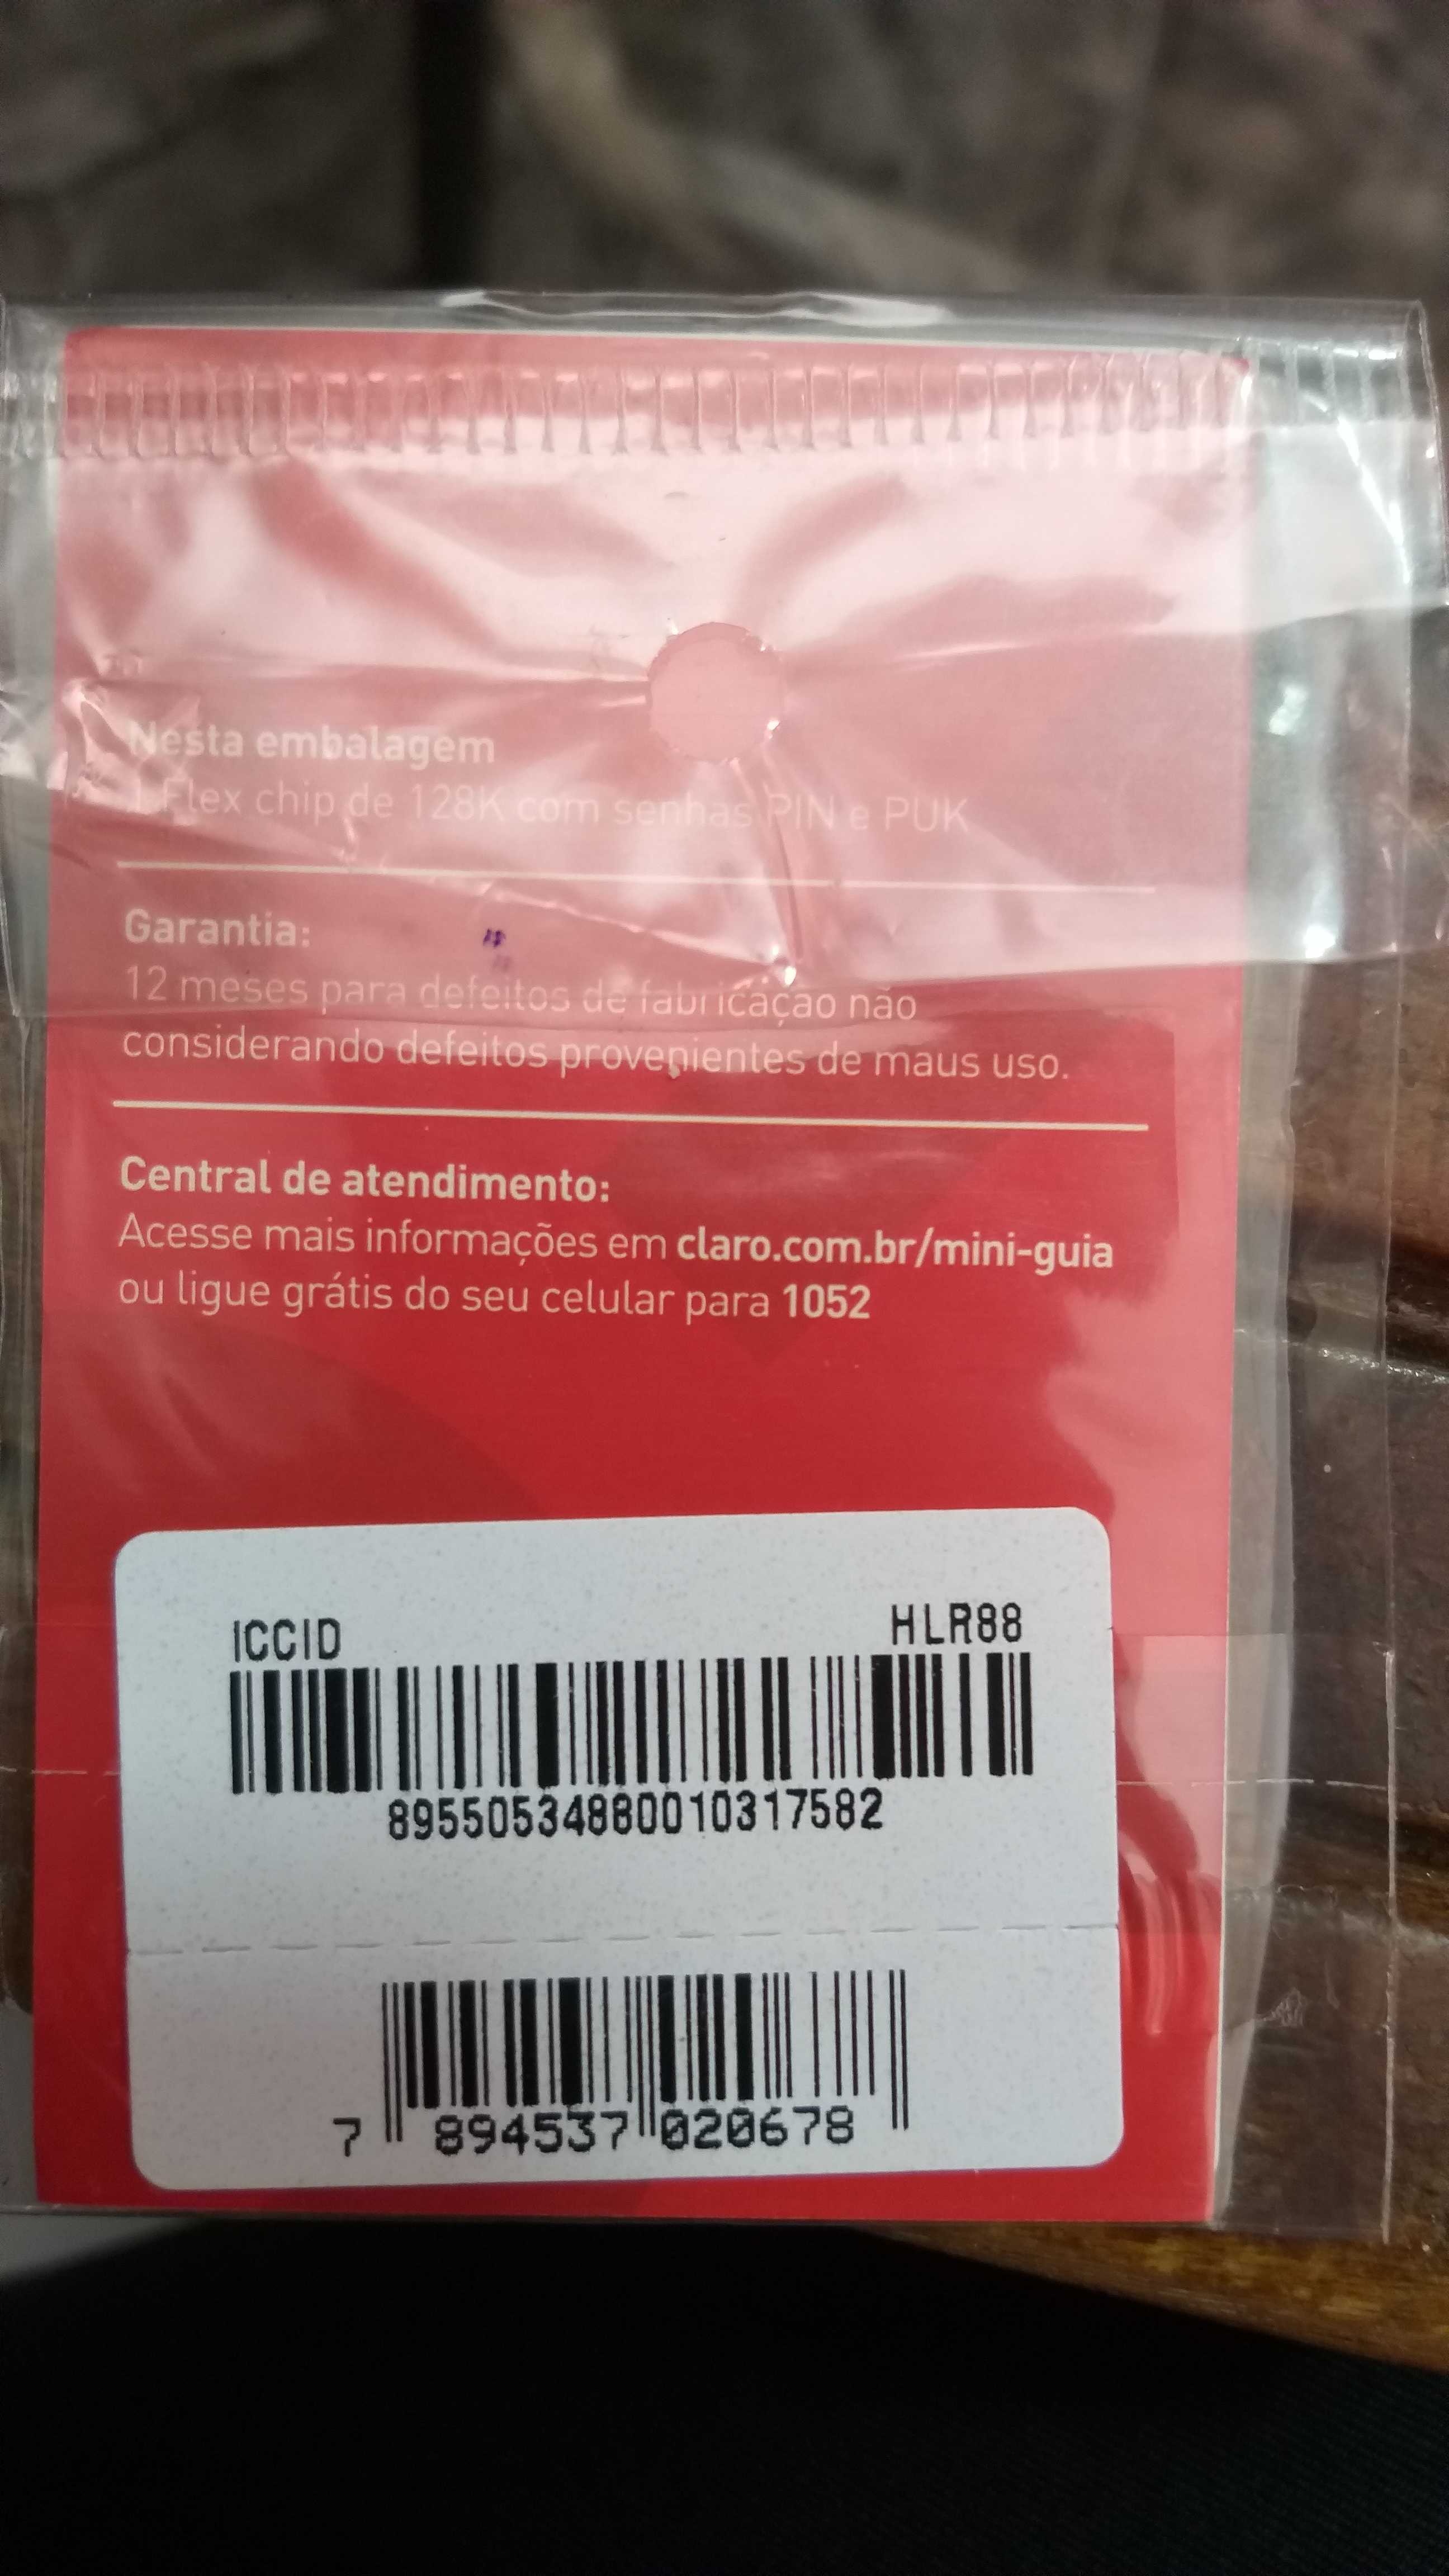 Nesta embalagem
1 Flex chip de 128K com senhas PIN e PUK
Garantia:
12 meses para defeitos de fabricação não
considerando defeitos provenientes de maus uso.
Central de atendimento:
Acesse mais informações em claro.com.br/mini-guia
ou ligue grátis do seu celular para 1052
ICCID HLR88
89550534880010317582
7 894537 020678